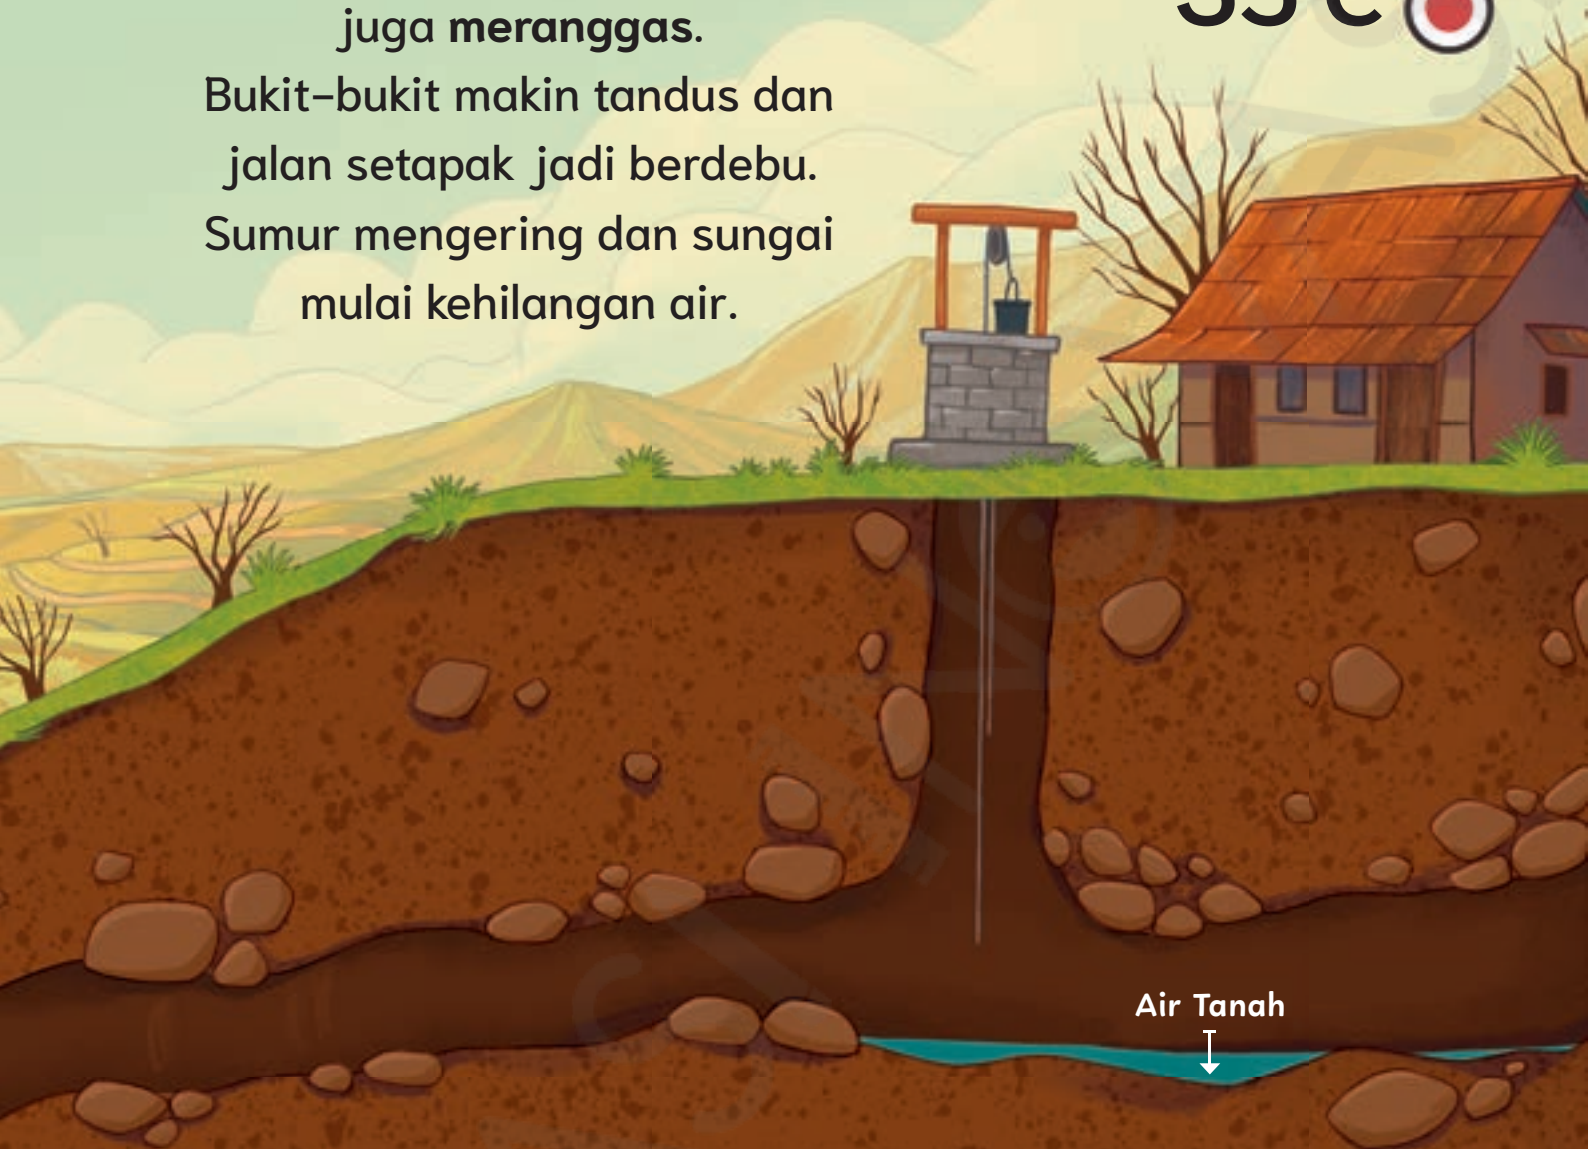 juga meranggas.
Bukit-bukit makin tandus dan
jalan setapak jadi berdebu.
Sumur mengering dan sungai
mulai kehilangan air.
Air Tanah